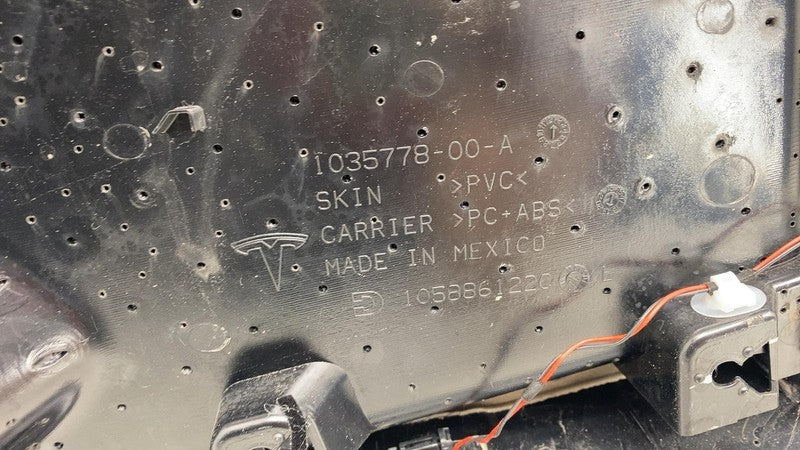 1035778-00-A
SKIN >PVC<
CARRIER >PC+ABS<
MADE IN MEXICO
1058861220 L